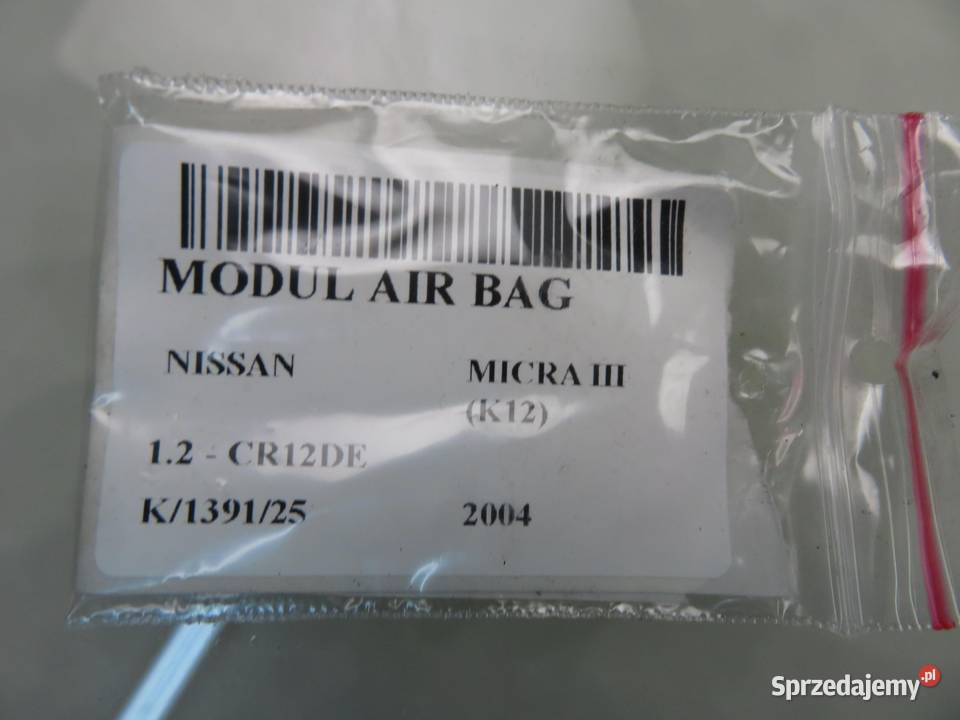 MODUL AIR BAG
NISSAN MICRA III
(K12)
1.2 - CR12DE
K/1391/25 2004
Sprzedajemy.pl